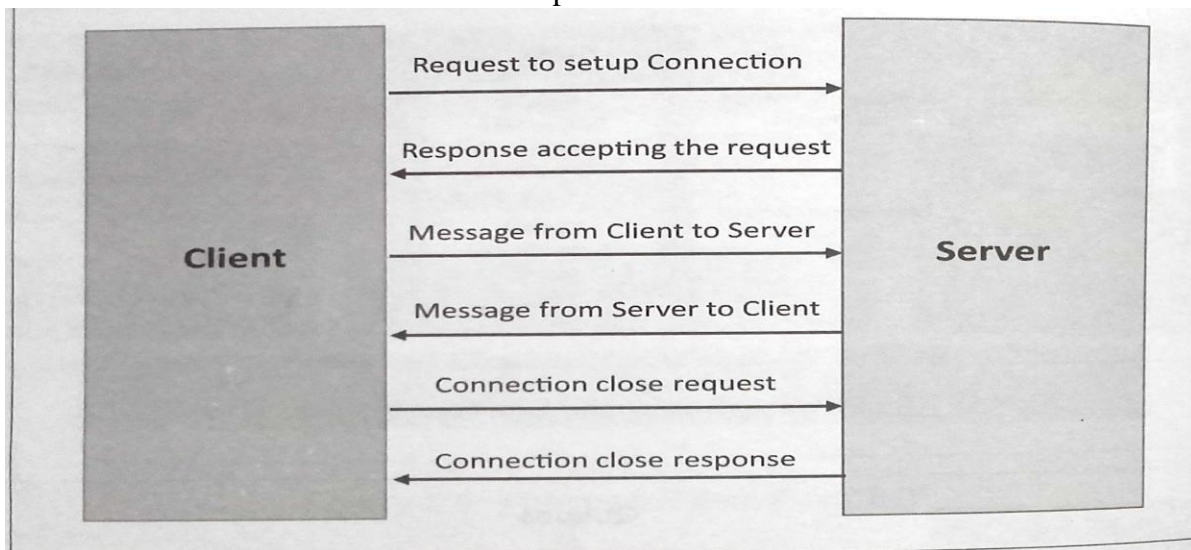 Request to setup Connection
Response accepting the request
Message from Client to Server
Client
Server
Message from Server to Client
Connection close request
Connection close response